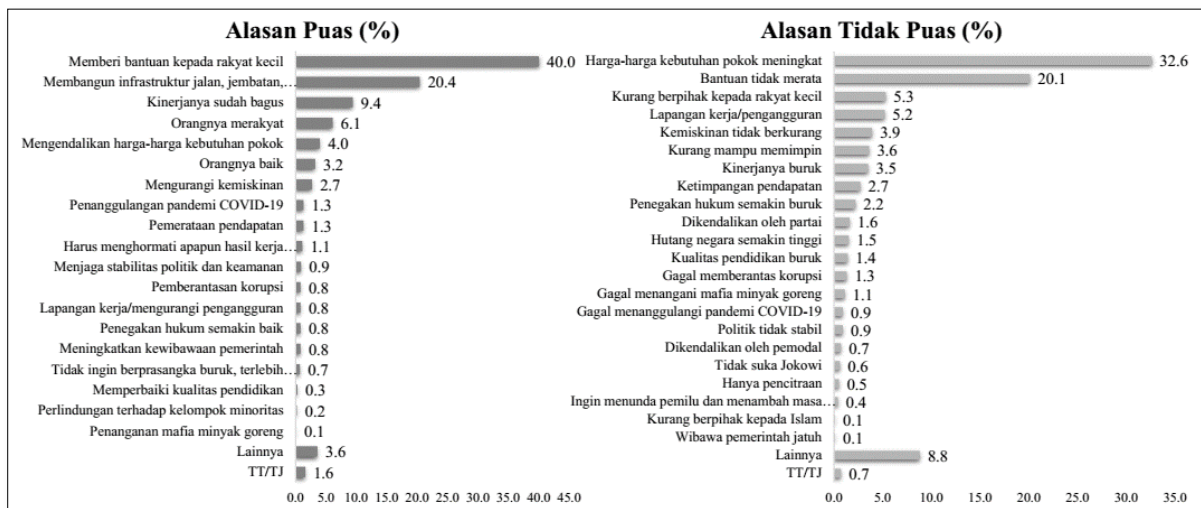 Alasan Puas (%)
Memberi bantuan kepada rakyat kecil 40.0
Membangun infrastruktur jalan, jembatan,... 20.4
Kinerjanya sudah bagus 9.4
Orangnya merakyat 6.1
Mengendalikan harga-harga kebutuhan pokok 4.0
Orangnya baik 3.2
Mengurangi kemiskinan 2.7
Penanggulangan pandemi COVID-19 1.3
Pemerataan pendapatan 1.3
Harus menghormati apapun hasil kerja... 1.1
Menjaga stabilitas politik dan keamanan 0.9
Pemberantasan korupsi 0.8
Lapangan kerja/mengurangi pengangguran 0.8
Penegakan hukum semakin baik 0.8
Meningkatkan kewibawaan pemerintah 0.8
Tidak ingin berprasangka buruk, terlebih... 0.7
Memperbaiki kualitas pendidikan 0.3
Perlindungan terhadap kelompok minoritas 0.2
Penanganan mafia minyak goreng 0.1
Lainnya 3.6
TT/TJ 1.6
0.0 5.0 10.0 15.0 20.0 25.0 30.0 35.0 40.0 45.0
Alasan Tidak Puas (%)
Harga-harga kebutuhan pokok meningkat 32.6
Bantuan tidak merata 20.1
Kurang berpihak kepada rakyat kecil 5.3
Lapangan kerja/pengangguran 5.2
Kemiskinan tidak berkurang 3.9
Kurang mampu memimpin 3.6
Kinerjanya buruk 3.5
Ketimpangan pendapatan 2.7
Penegakan hukum semakin buruk 2.2
Dikendalikan oleh partai 1.6
Hutang negara semakin tinggi 1.5
Kualitas pendidikan buruk 1.4
Gagal memberantas korupsi 1.3
Gagal menangani mafia minyak goreng 1.1
Gagal menanggulangi pandemi COVID-19 0.9
Politik tidak stabil 0.9
Dikendalikan oleh pemodal 0.7
Tidak suka Jokowi 0.6
Hanya pencitraan 0.5
Ingin menunda pemilu dan menambah masa... 0.4
Kurang berpihak kepada Islam 0.1
Wibawa pemerintah jatuh 0.1
Lainnya 8.8
TT/TJ 0.7
0.0 5.0 10.0 15.0 20.0 25.0 30.0 35.0